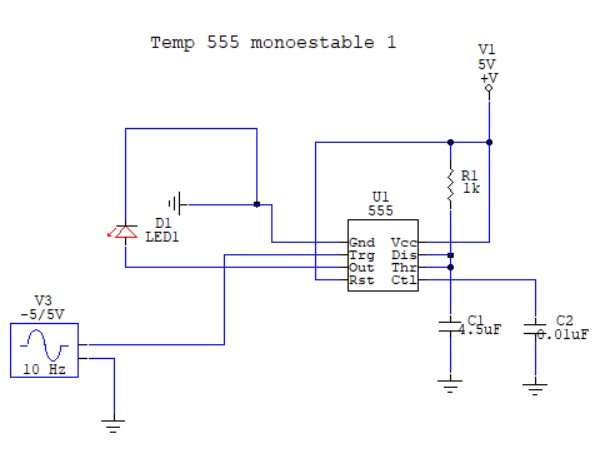 Temp 555 monoestable 1
V1
5V
+V
R1
1k
U1
555
D1
LED1
Gnd Vcc
Trg Dis
Out Thr
Rst Ctl
V3
-5/5V
10 Hz
C1
4.5uF
C2
0.01uF